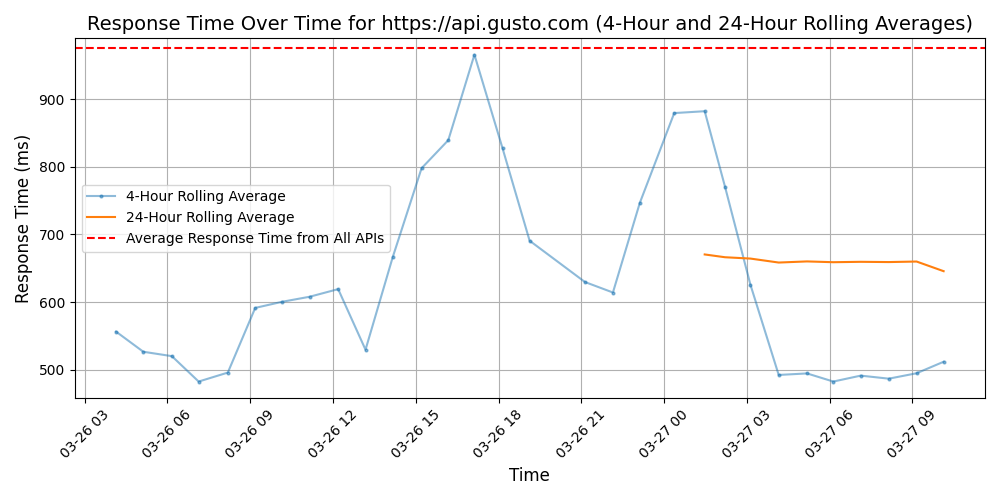 Response Time Over Time for https://api.gusto.com (4-Hour and 24-Hour Rolling Averages)
Response Time (ms)
900
800
700
600
500
4-Hour Rolling Average
24-Hour Rolling Average
Average Response Time from All APIs
03-26 03
03-26 06
03-26 09
03-26 12
03-26 15
03-26 18
03-26 21
03-27 00
03-27 03
03-27 06
03-27 09
Time